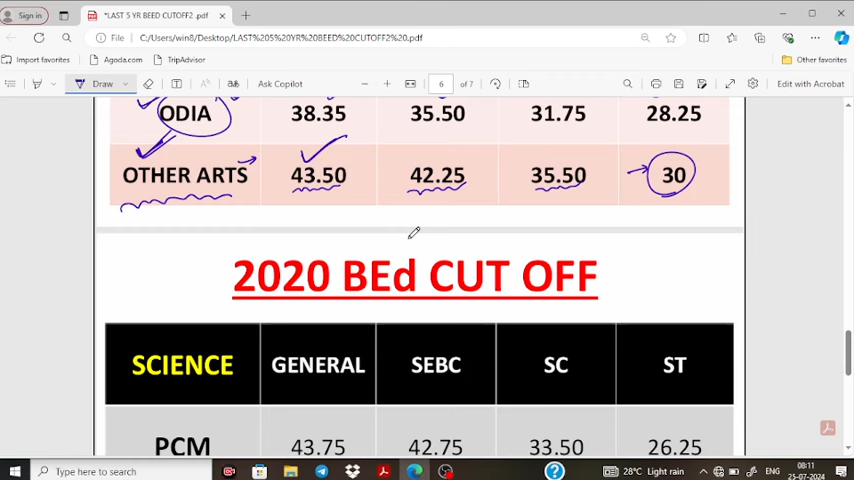 Sign in
*LAST 5 YR BEED CUTOFF2 .pdf
File C:/Users/win8/Desktop/LAST%205%20YR%20BEED%20CUTOFF2%20.pdf
Import favorites Agoda.com TripAdvisor Other favorites
Draw Ask Copilot 6 of 7 Edit with Acrobat
ODIA 38.35 35.50 31.75 28.25
OTHER ARTS 43.50 42.25 35.50 30
2020 BEd CUT OFF
SCIENCE GENERAL SEBC SC ST
PCM 43.75 42.75 33.50 26.25
Type here to search 28°C Light rain ENG 08:11
25-07-2024